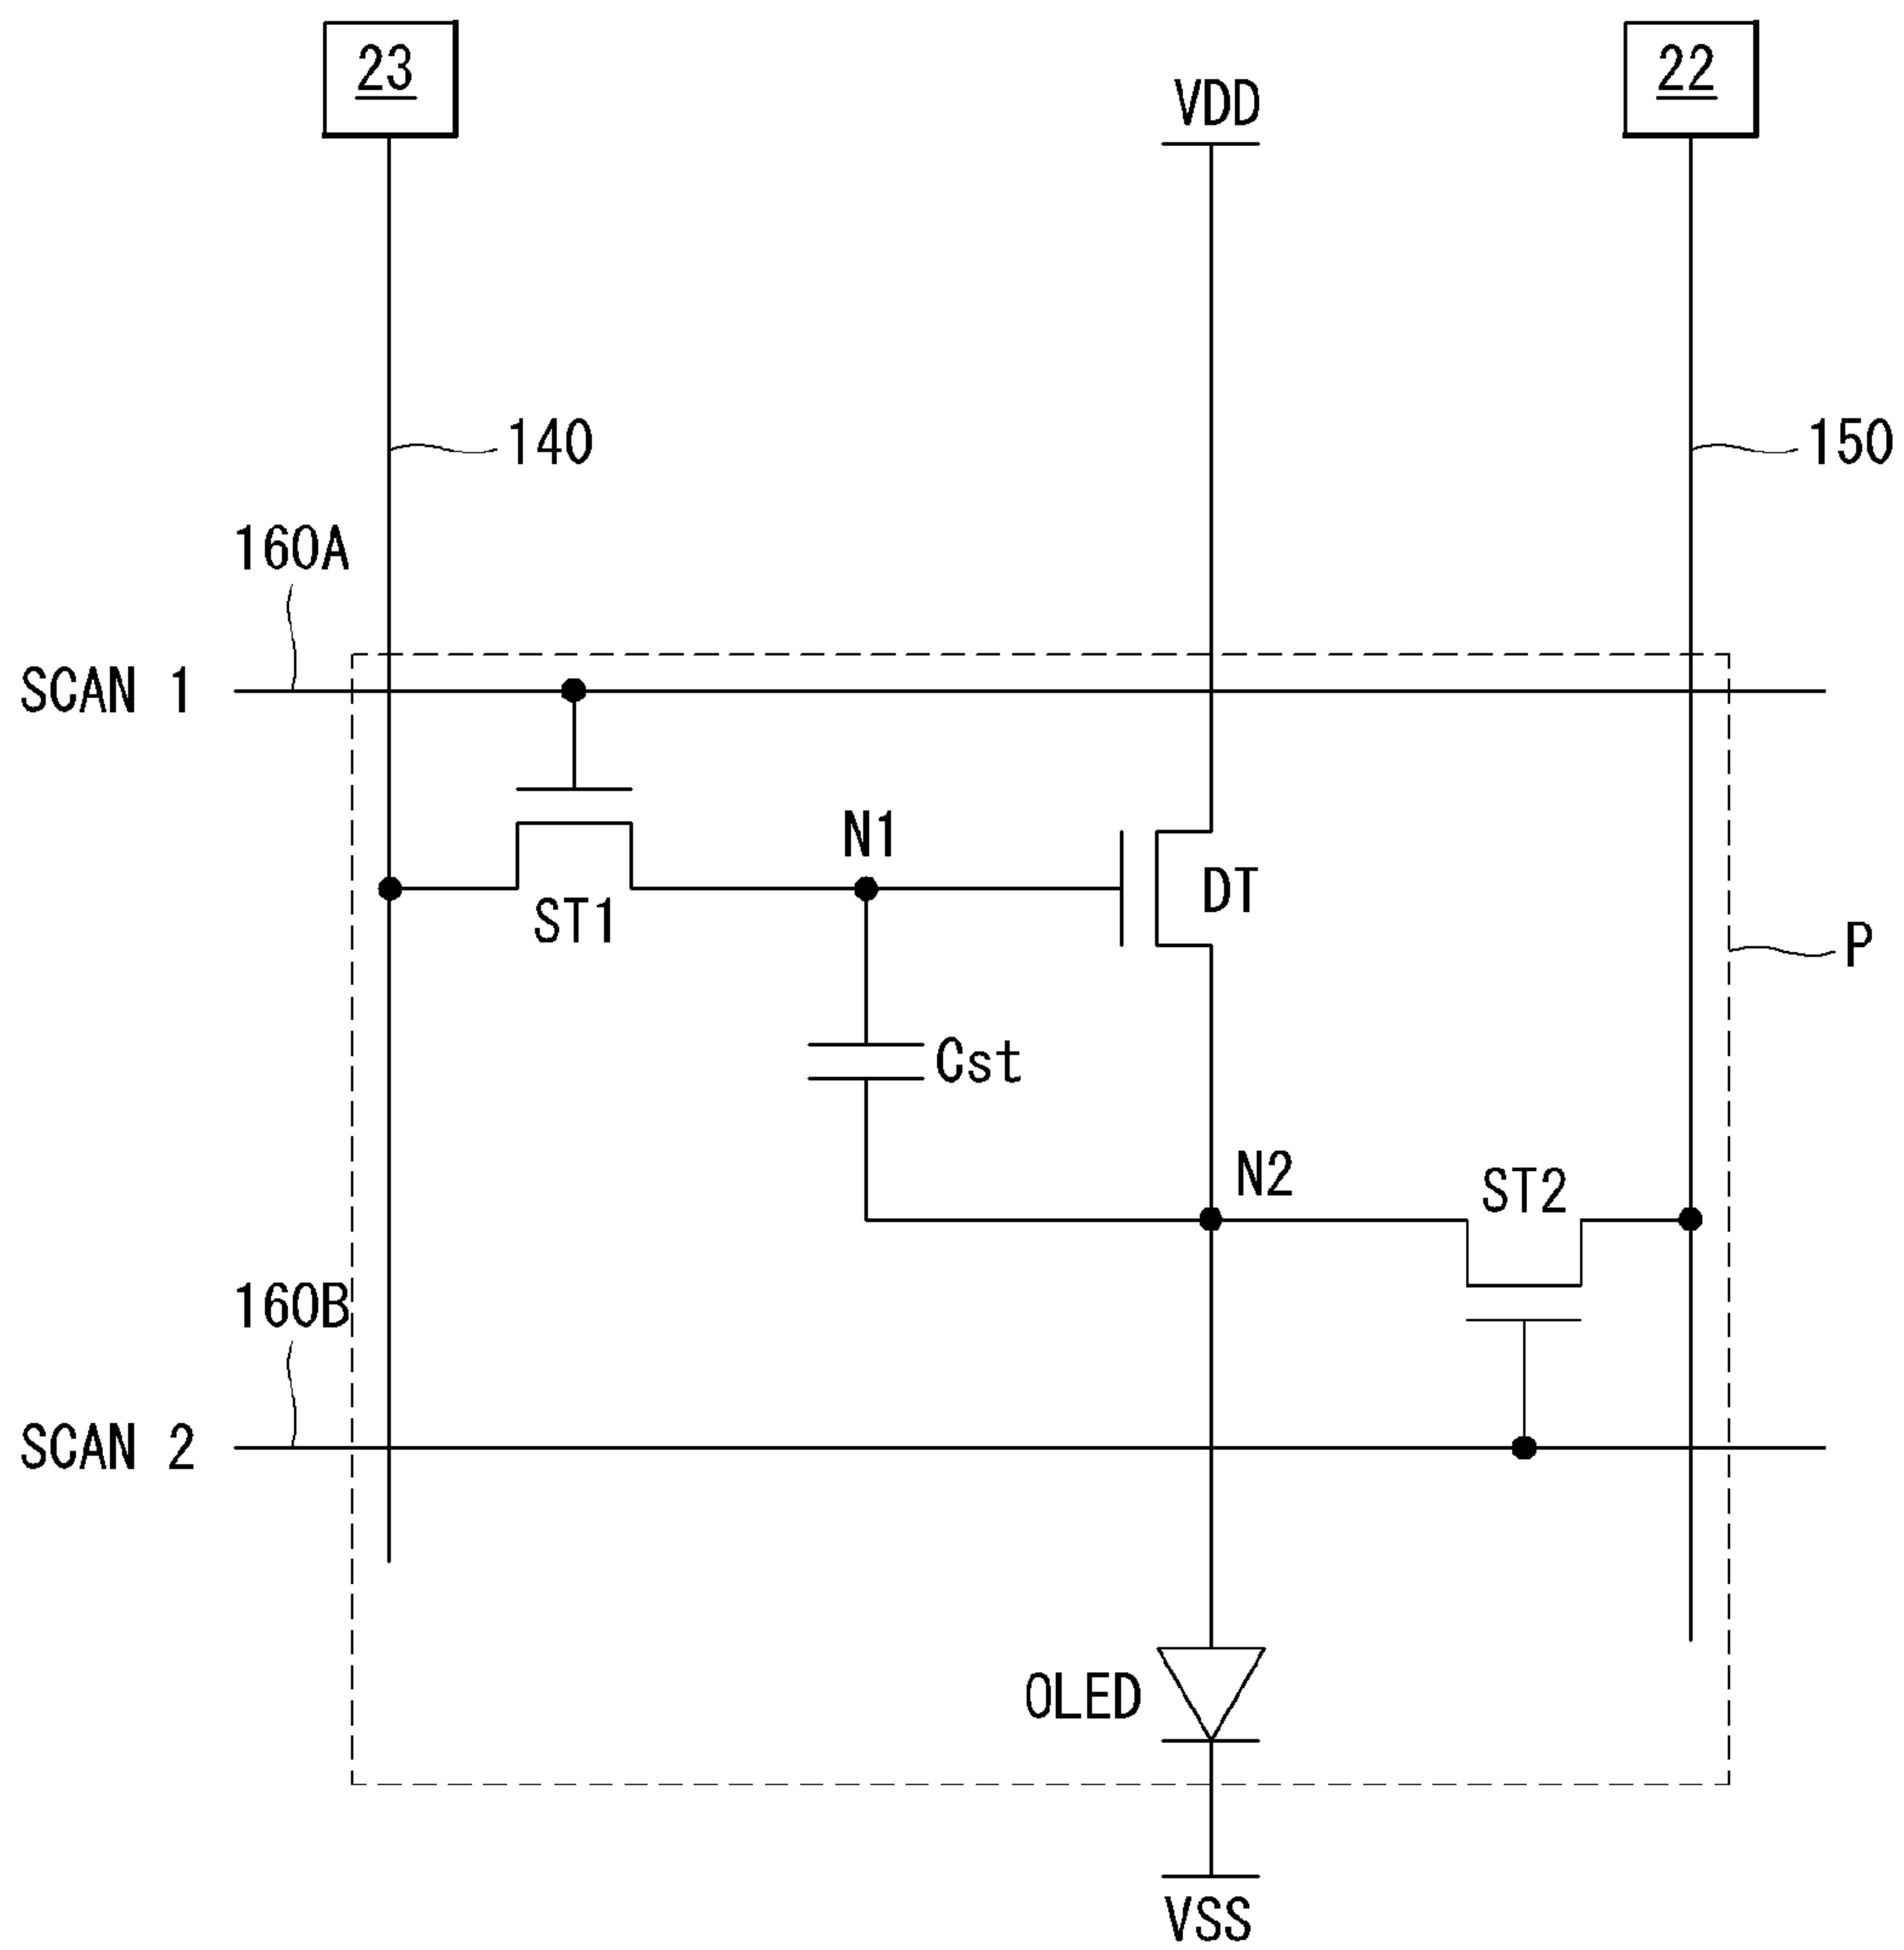 23
22
VDD
140
150
160A
SCAN 1
N1
DT
ST1
P
Cst
N2
ST2
160B
SCAN 2
OLED
VSS